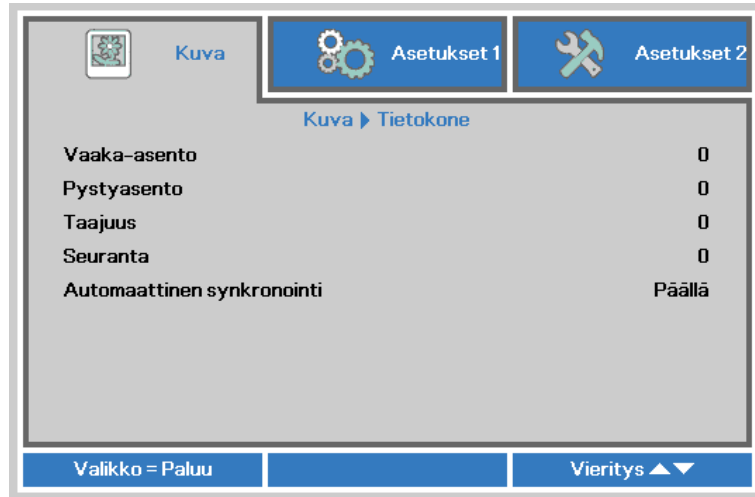 Kuva
Asetukset 1
Asetukset 2
Kuva Tietokone
Vaaka-asento 0
Pystyasento 0
Taajuus 0
Seuranta 0
Automaattinen synkronointi Päällä
Valikko = Paluu
Vieritys